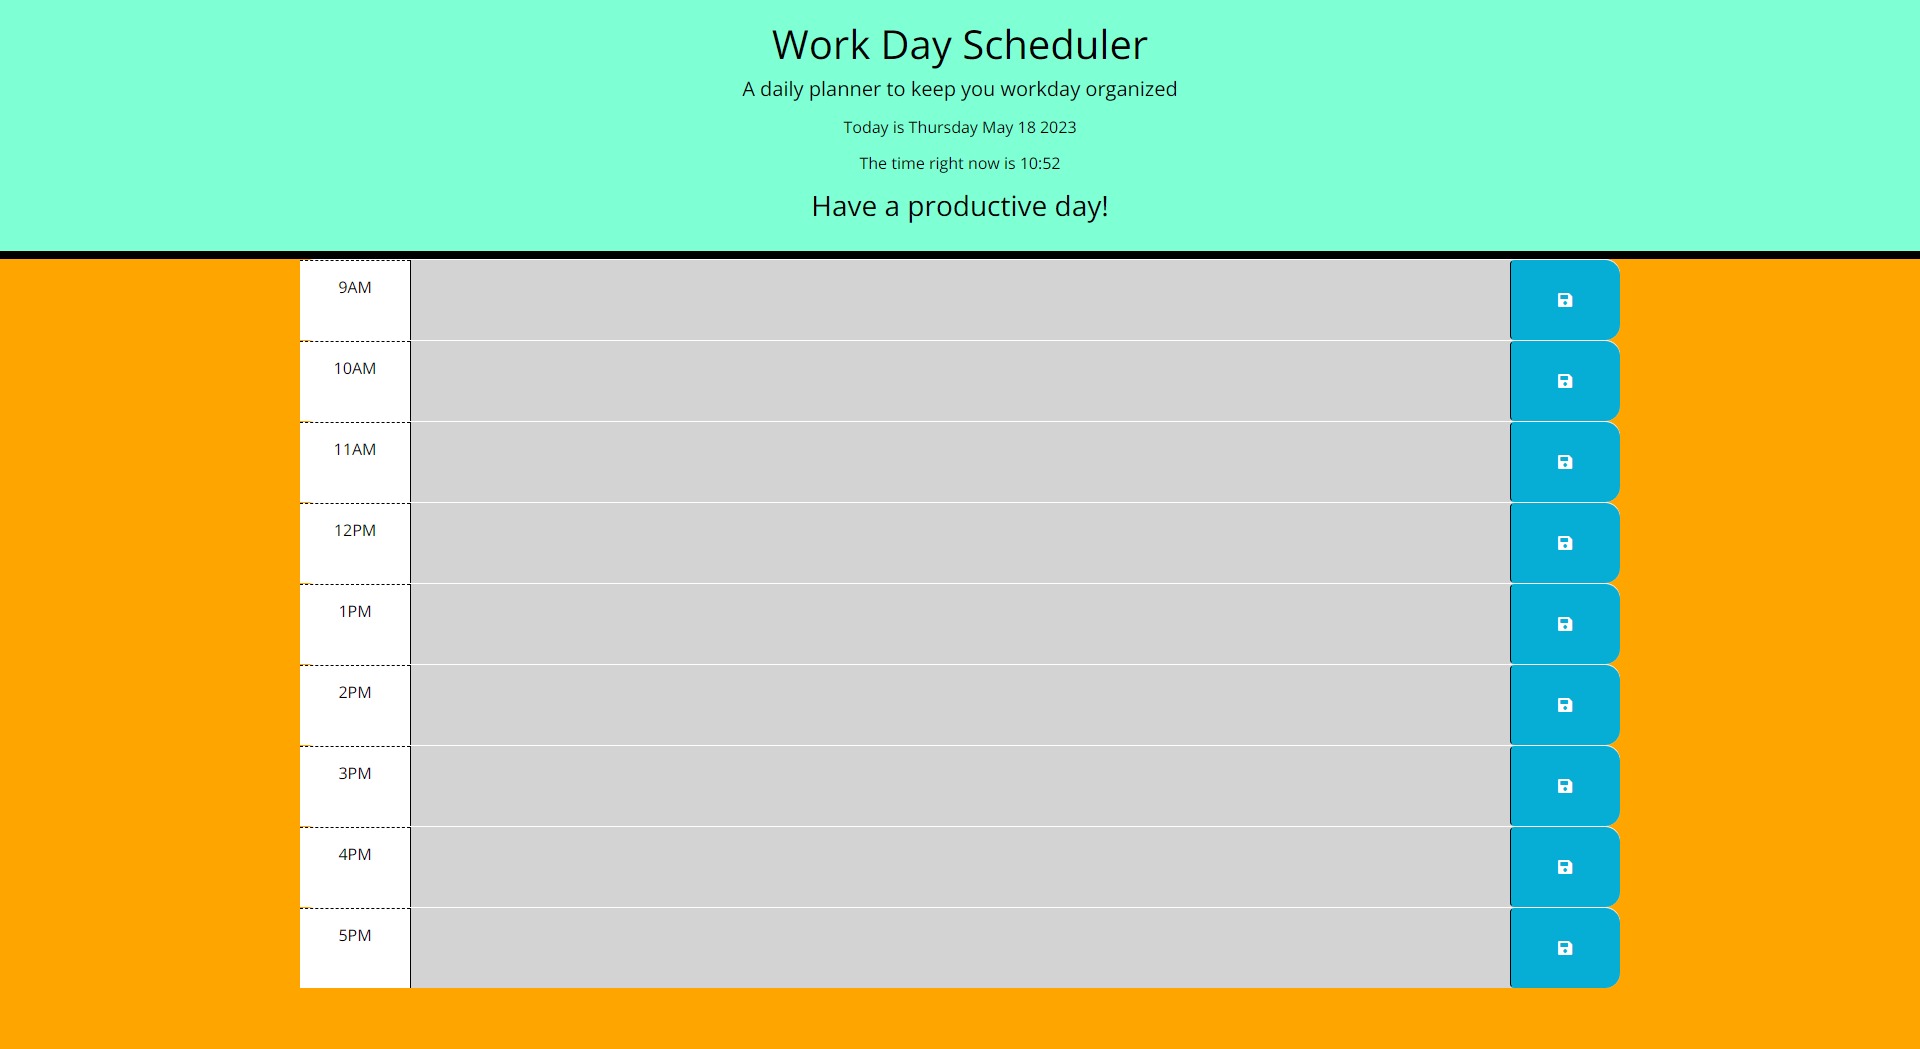 Work Day Scheduler
A daily planner to keep you workday organized
Today is Thursday May 18 2023
The time right now is 10:52
Have a productive day!
9AM
10AM
11AM
12PM
1PM
2PM
3PM
4PM
5PM